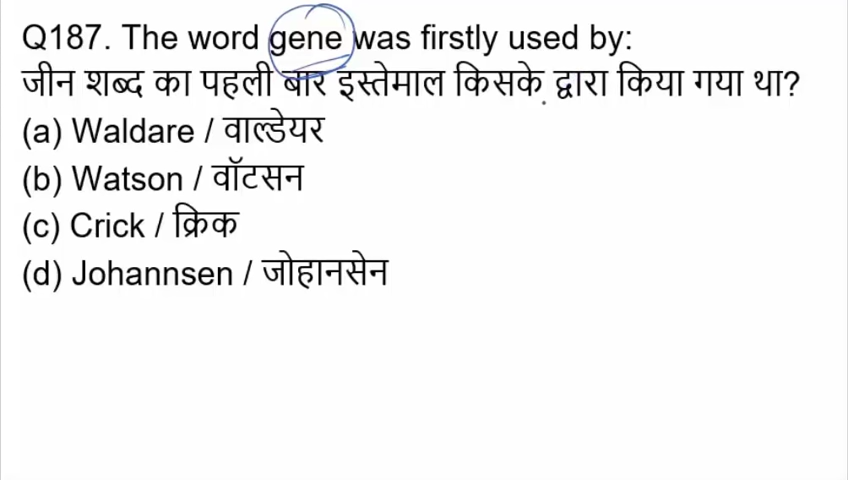 Q187. The word gene was firstly used by:
जीन शब्द का पहली बार इस्तेमाल किसके द्वारा किया गया था?
(a) Waldare / वाल्डेयर
(b) Watson / वॉटसन
(c) Crick / क्रिक
(d) Johannsen / जोहानसेन